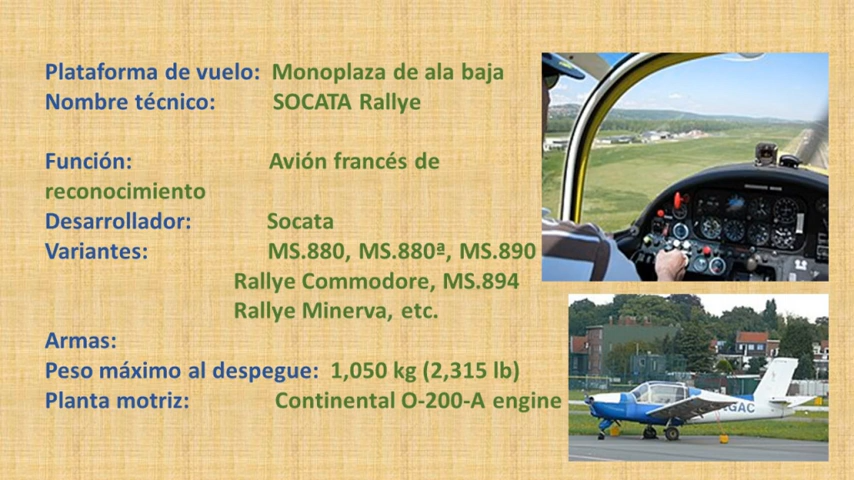 Plataforma de vuelo: Monoplaza de ala baja
Nombre técnico: SOCATA Rallye
Función: Avión francés de
reconocimiento
Desarrollador: Socata
Variantes: MS.880, MS.880ª, MS.890
Rallye Commodore, MS.894
Rallye Minerva, etc.
Armas:
Peso máximo al despegue: 1,050 kg (2,315 lb)
Planta motriz: Continental O-200-A engine
GAC